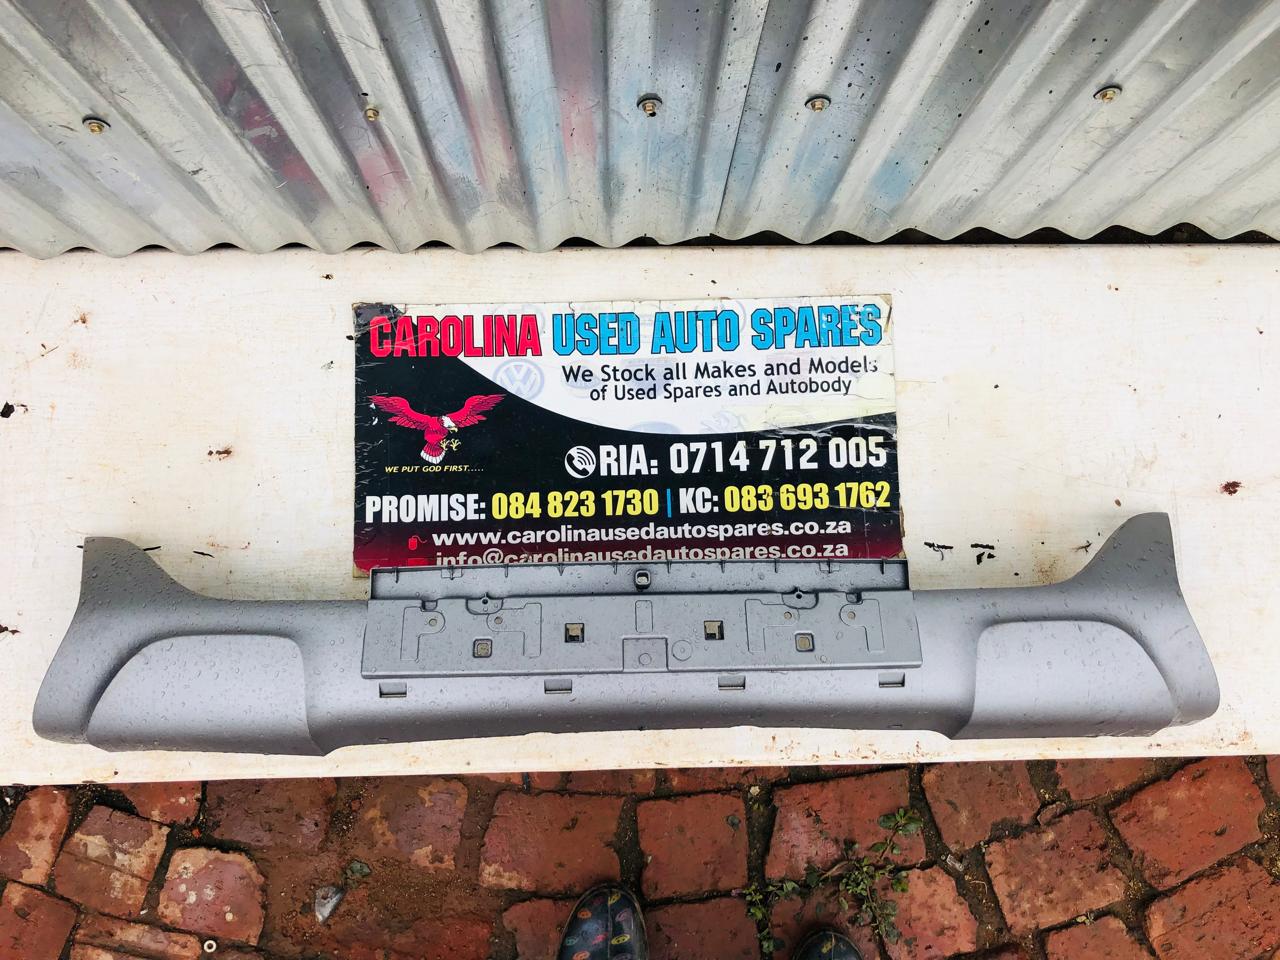 CAROLINA USED AUTO SPARES
We Stock all Makes and Models
of Used Spares and Autobody
WE PUT GOD FIRST.....
RIA: 0714 712 005
PROMISE: 084 823 1730 | KC: 083 693 1762
www.carolinausedautospares.co.za
info@carolinausedautospares.co.za